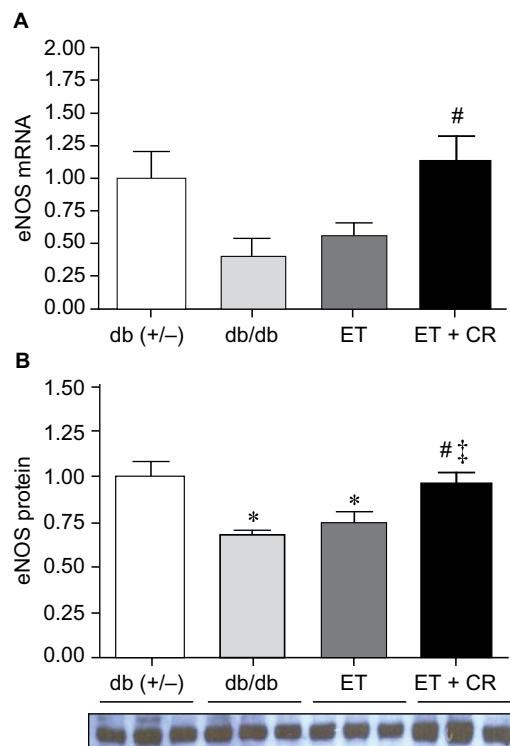 A
2.00
1.75
1.50
1.25
1.00
0.75
0.50
0.25
0.00
eNOS mRNA
#
db (+/–)
db/db
ET
ET + CR
B
1.50
1.25
1.00
0.75
0.50
0.25
0.00
eNOS protein
*
*
# ‡
db (+/–)
db/db
ET
ET + CR